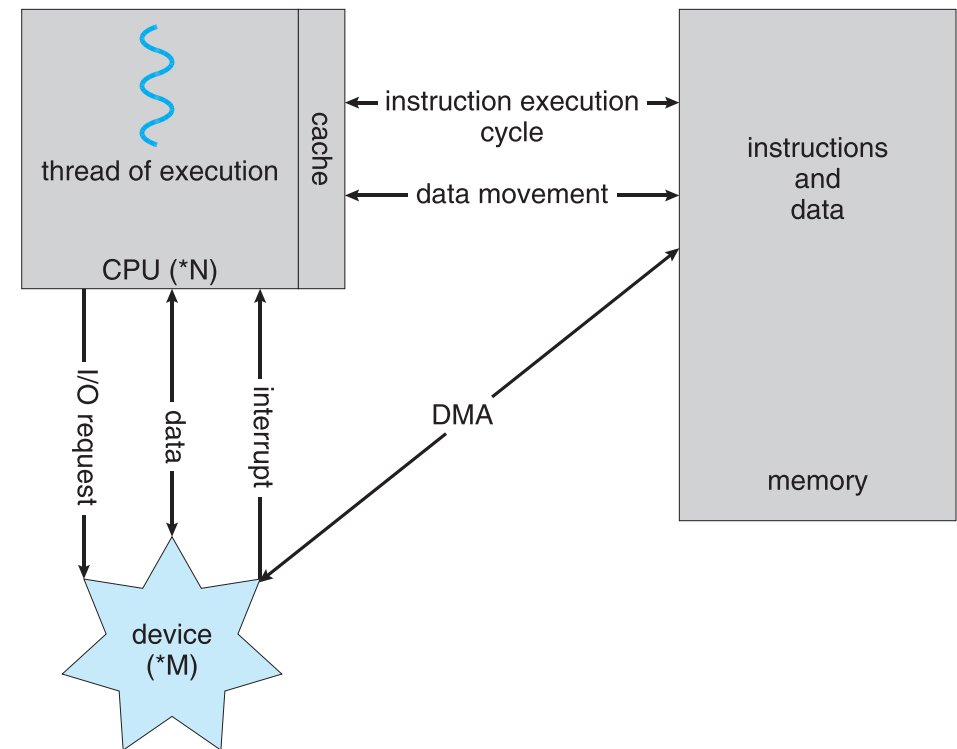 thread of execution
cache
CPU (*N)
instruction execution
cycle
data movement
instructions
and
data
memory
I/O request
data
interrupt
DMA
device
(*M)